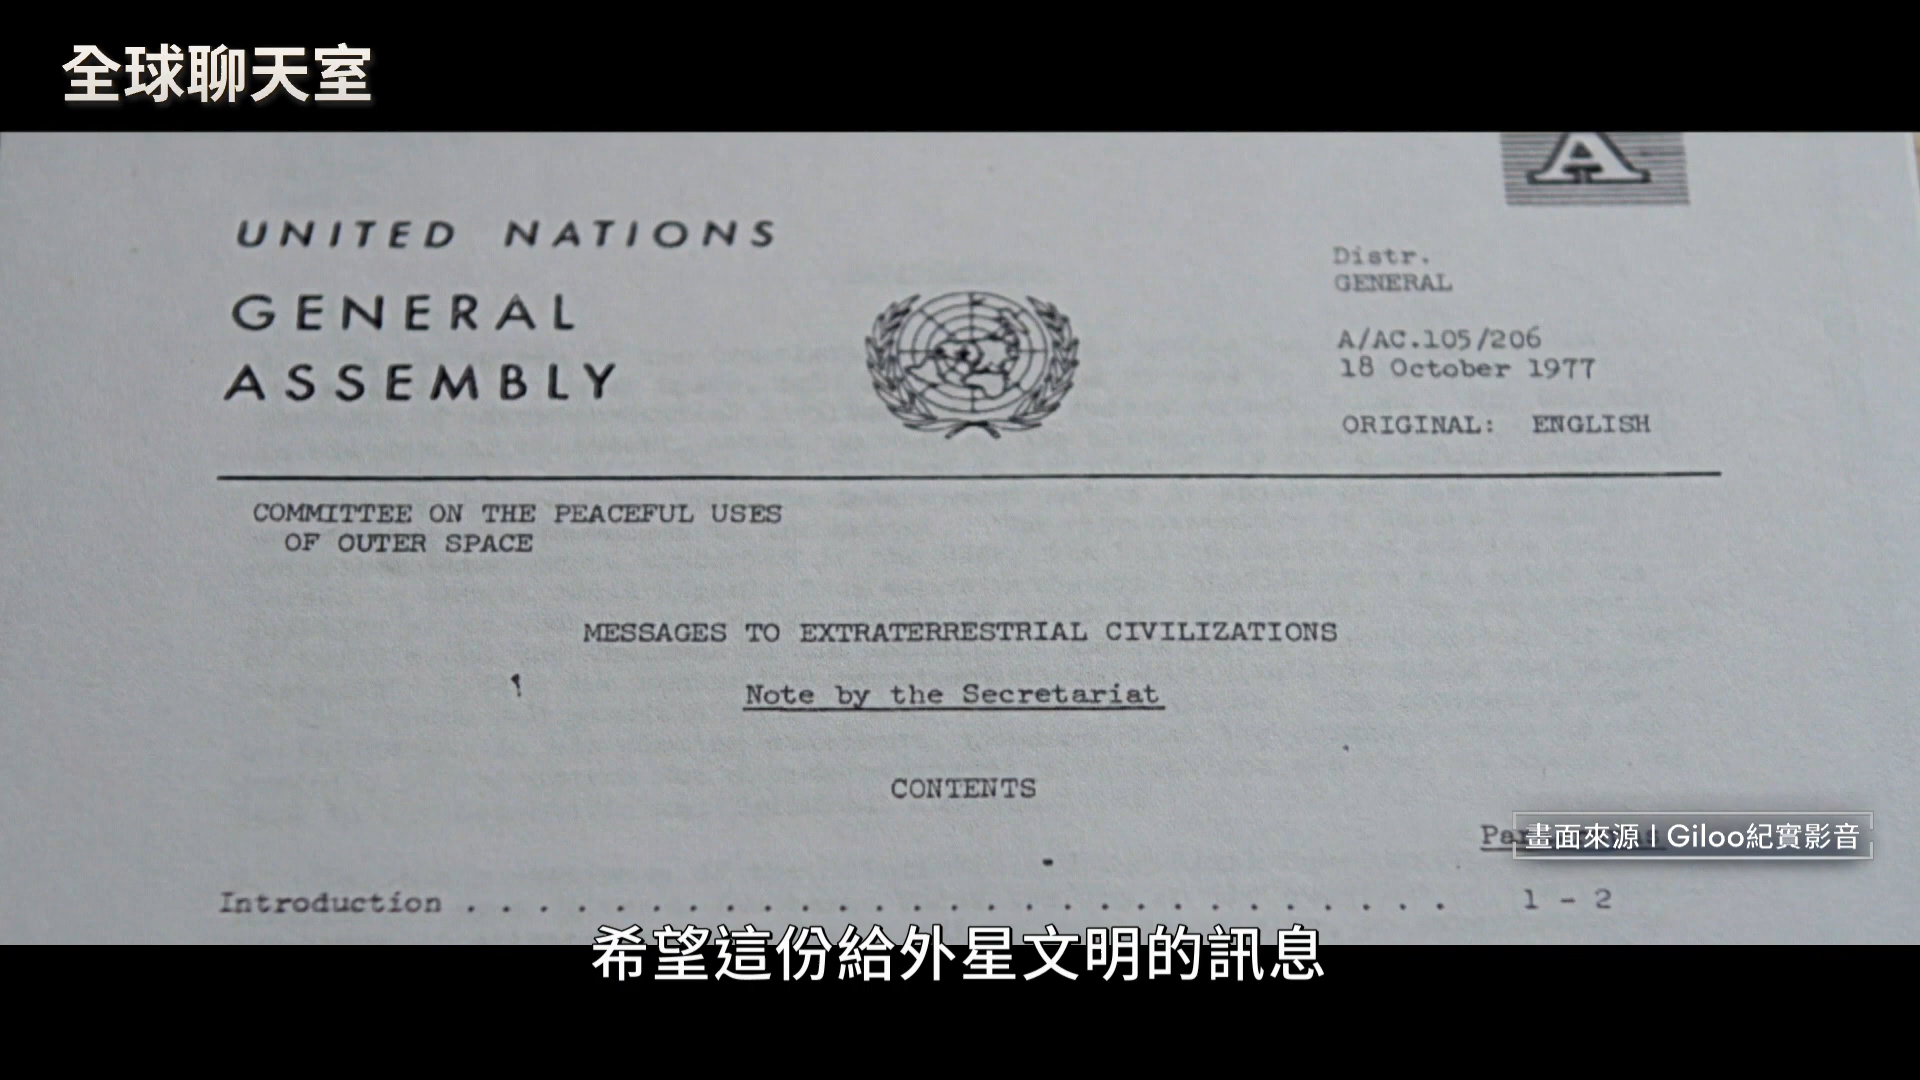 全球聊天室
A
UNITED NATIONS
GENERAL
ASSEMBLY
Distr.
GENERAL
A/AC.105/206
18 October 1977
ORIGINAL: ENGLISH
COMMITTEE ON THE PEACEFUL USES
OF OUTER SPACE
MESSAGES TO EXTRATERRESTRIAL CIVILIZATIONS
Note by the Secretariat
CONTENTS
畫面來源 | Giloo紀實影音
Introduction . . . . . . . . . . . . . . . . . . . . . . . . . . . 1 - 2
希望這份給外星文明的訊息